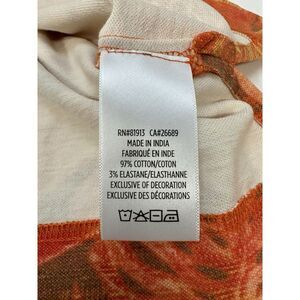 RN#81913 CA#26689
MADE IN INDIA
FABRIQUÉ EN INDE
97% COTTON/COTON
3% ELASTANE/ÉLASTHANNE
EXCLUSIVE OF DECORATION
EXCLUSIVE DES DÉCORATIONS